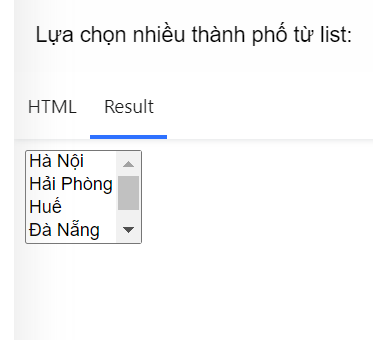 Lựa chọn nhiều thành phố từ list:
HTML Result
Hà Nội
Hải Phòng
Huế
Đà Nẵng